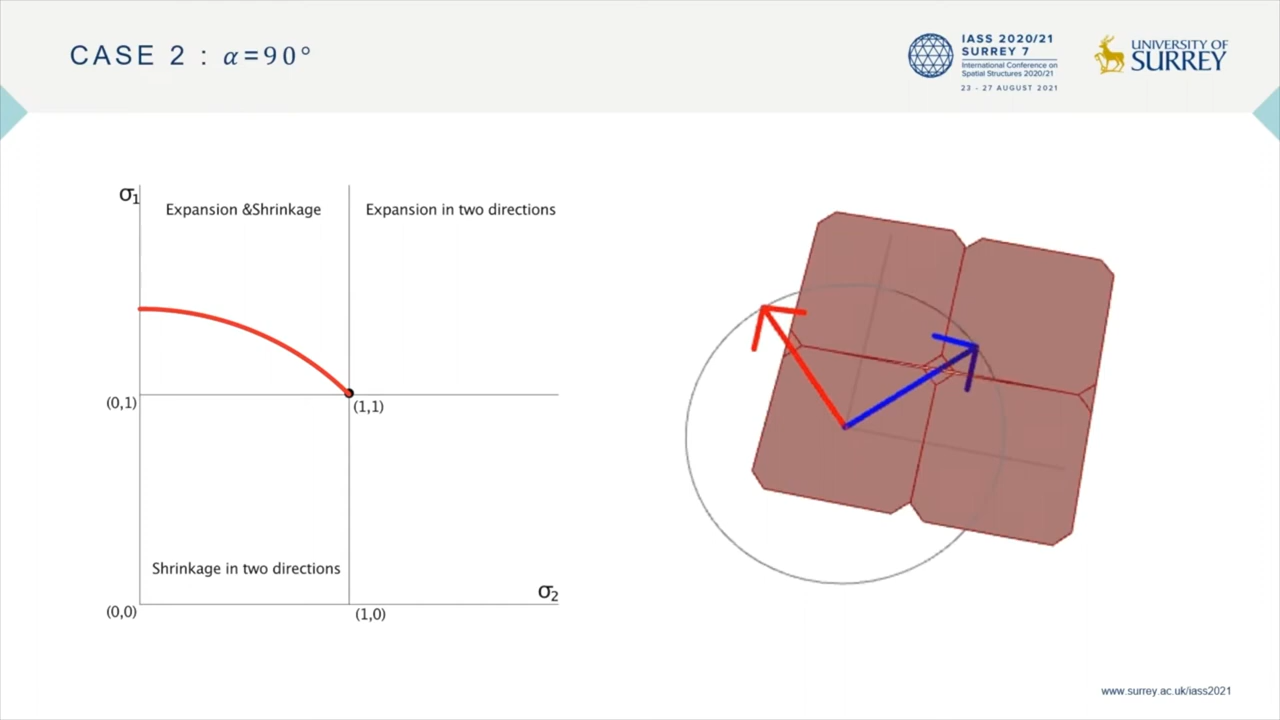 CASE 2 : α=90°
IASS 2020/21
SURREY 7
International Conference on
Spatial Structures 2020/21
23 - 27 AUGUST 2021
UNIVERSITY OF
SURREY
σ1
Expansion &Shrinkage
Expansion in two directions
(0,1)
(1,1)
Shrinkage in two directions
σ2
(0,0)
(1,0)
www.surrey.ac.uk/iass2021